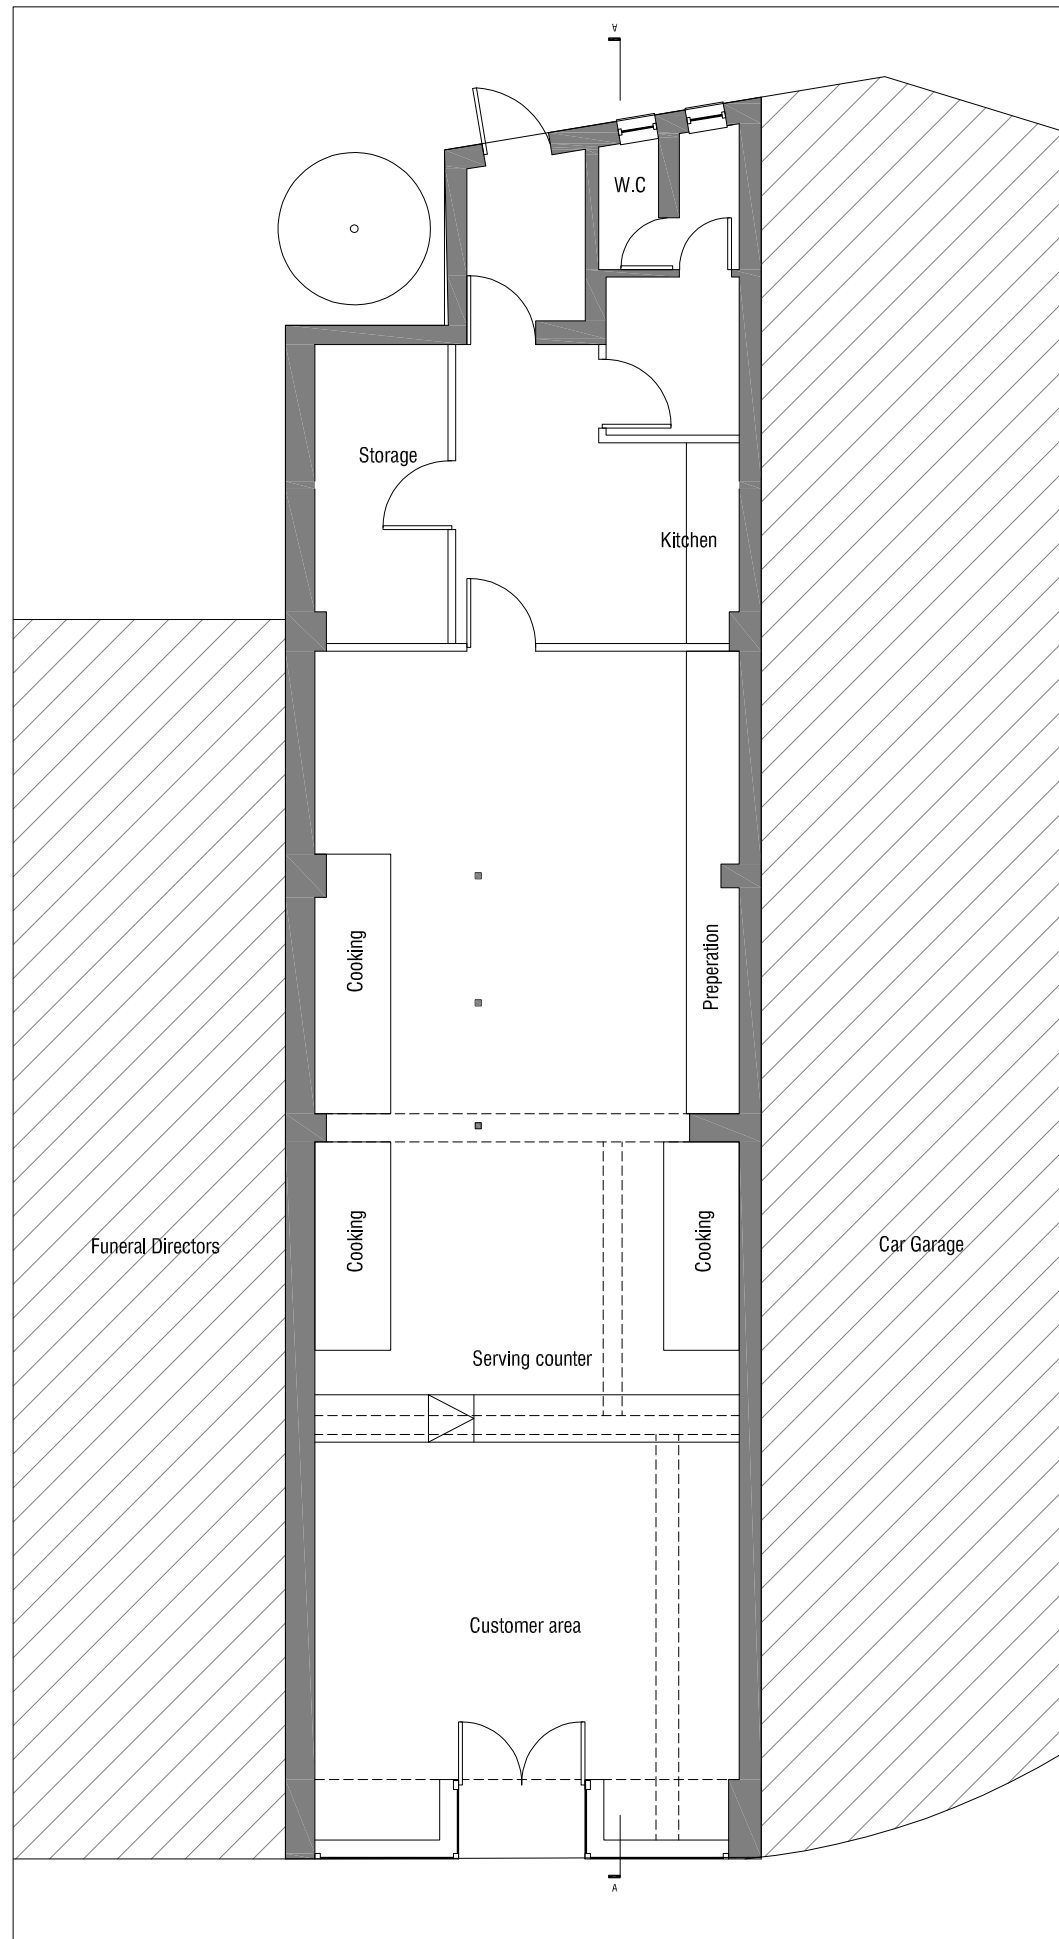 A
W.C
Storage
Kitchen
Cooking
Preperation
Funeral Directors
Cooking
Cooking
Car Garage
Serving counter
Customer area
A